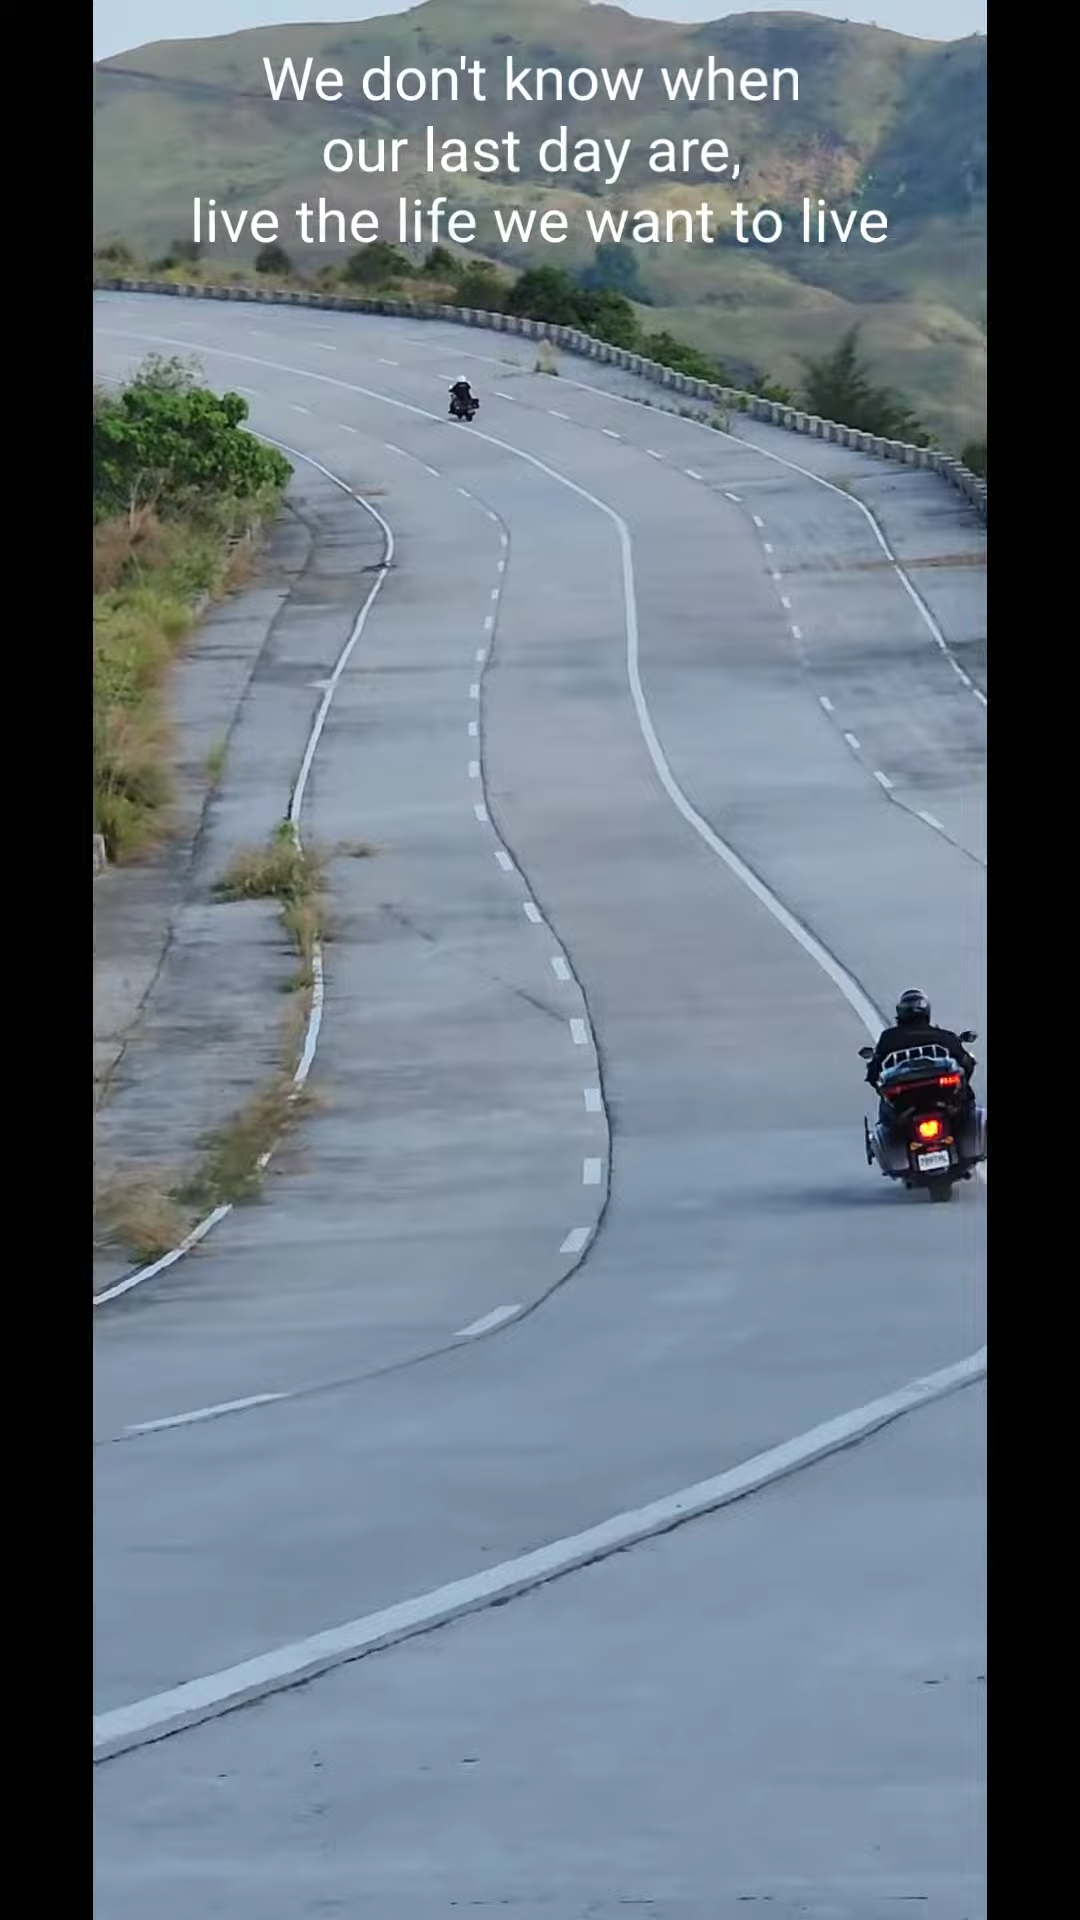 We don't know when
our last day are,
live the life we want to live